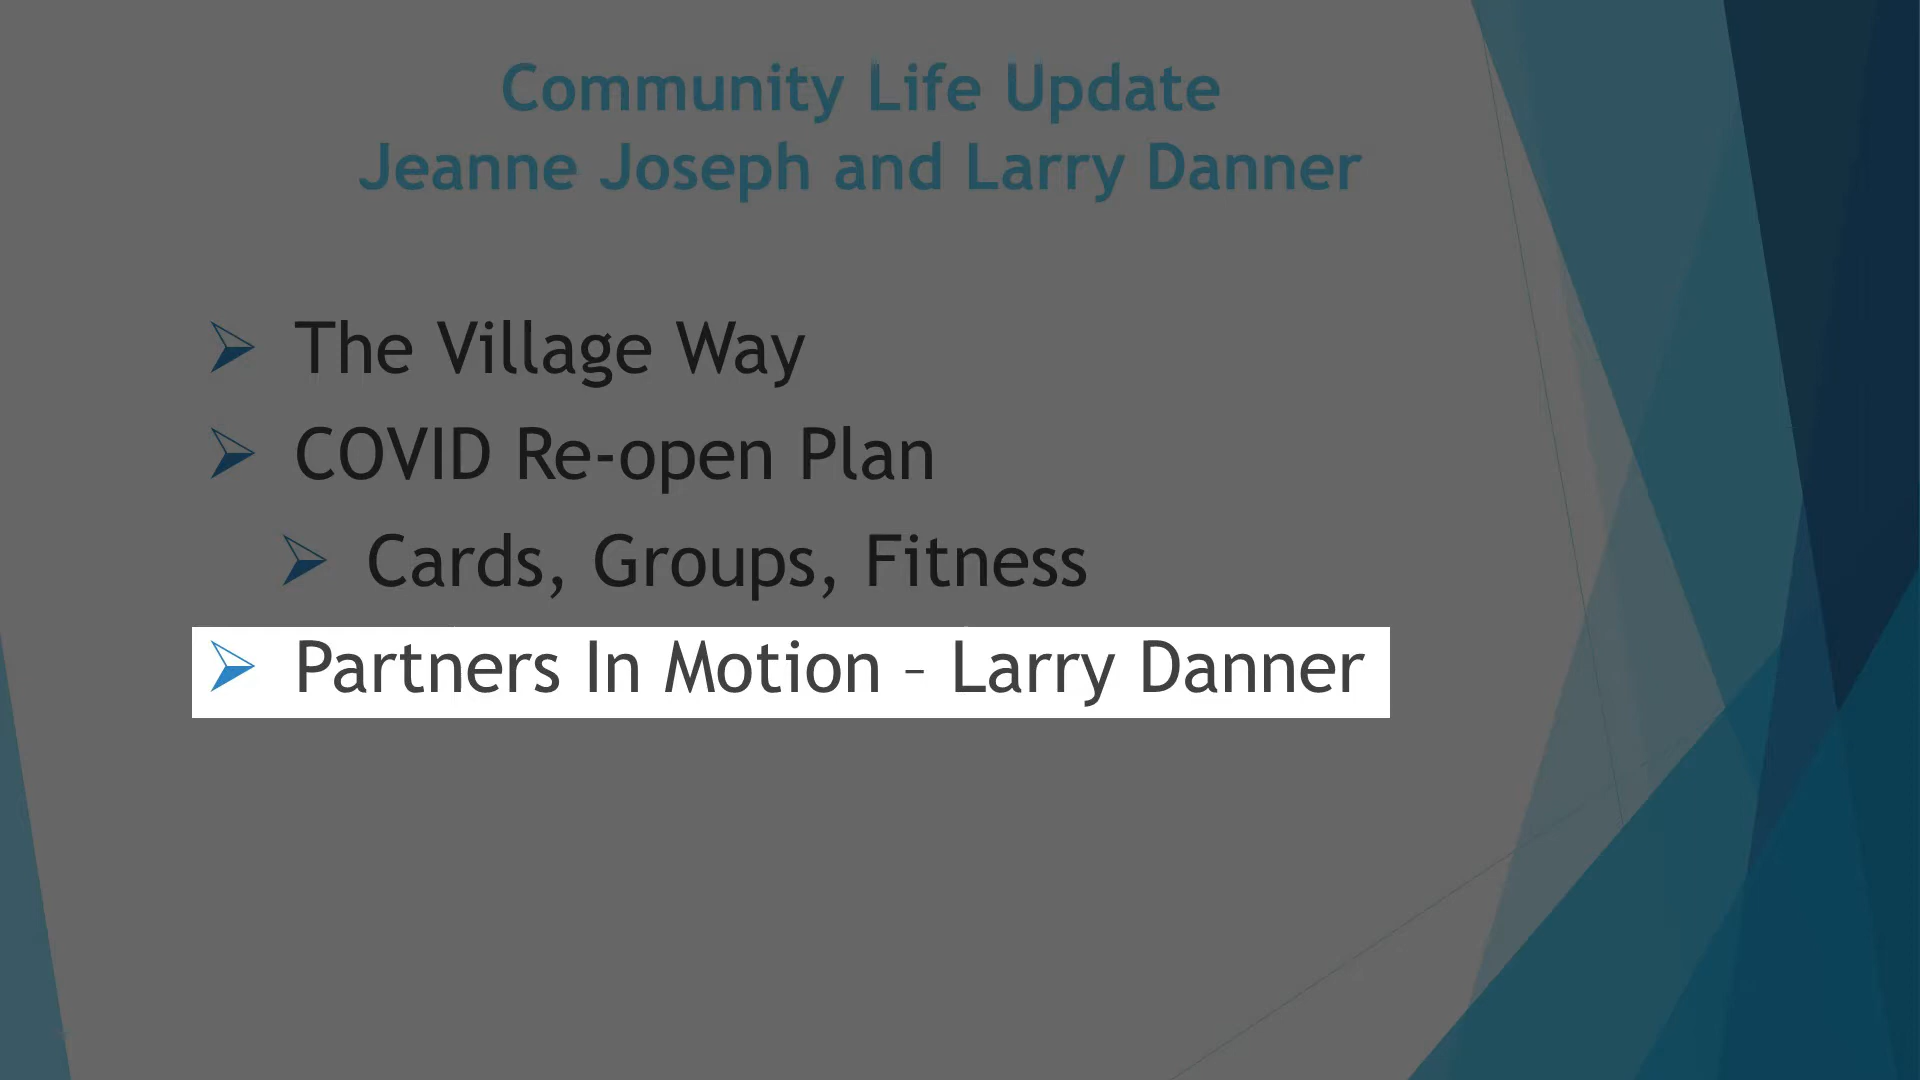 Community Life Update
Jeanne Joseph and Larry Danner
The Village Way
COVID Re-open Plan
Cards, Groups, Fitness
Partners In Motion – Larry Danner